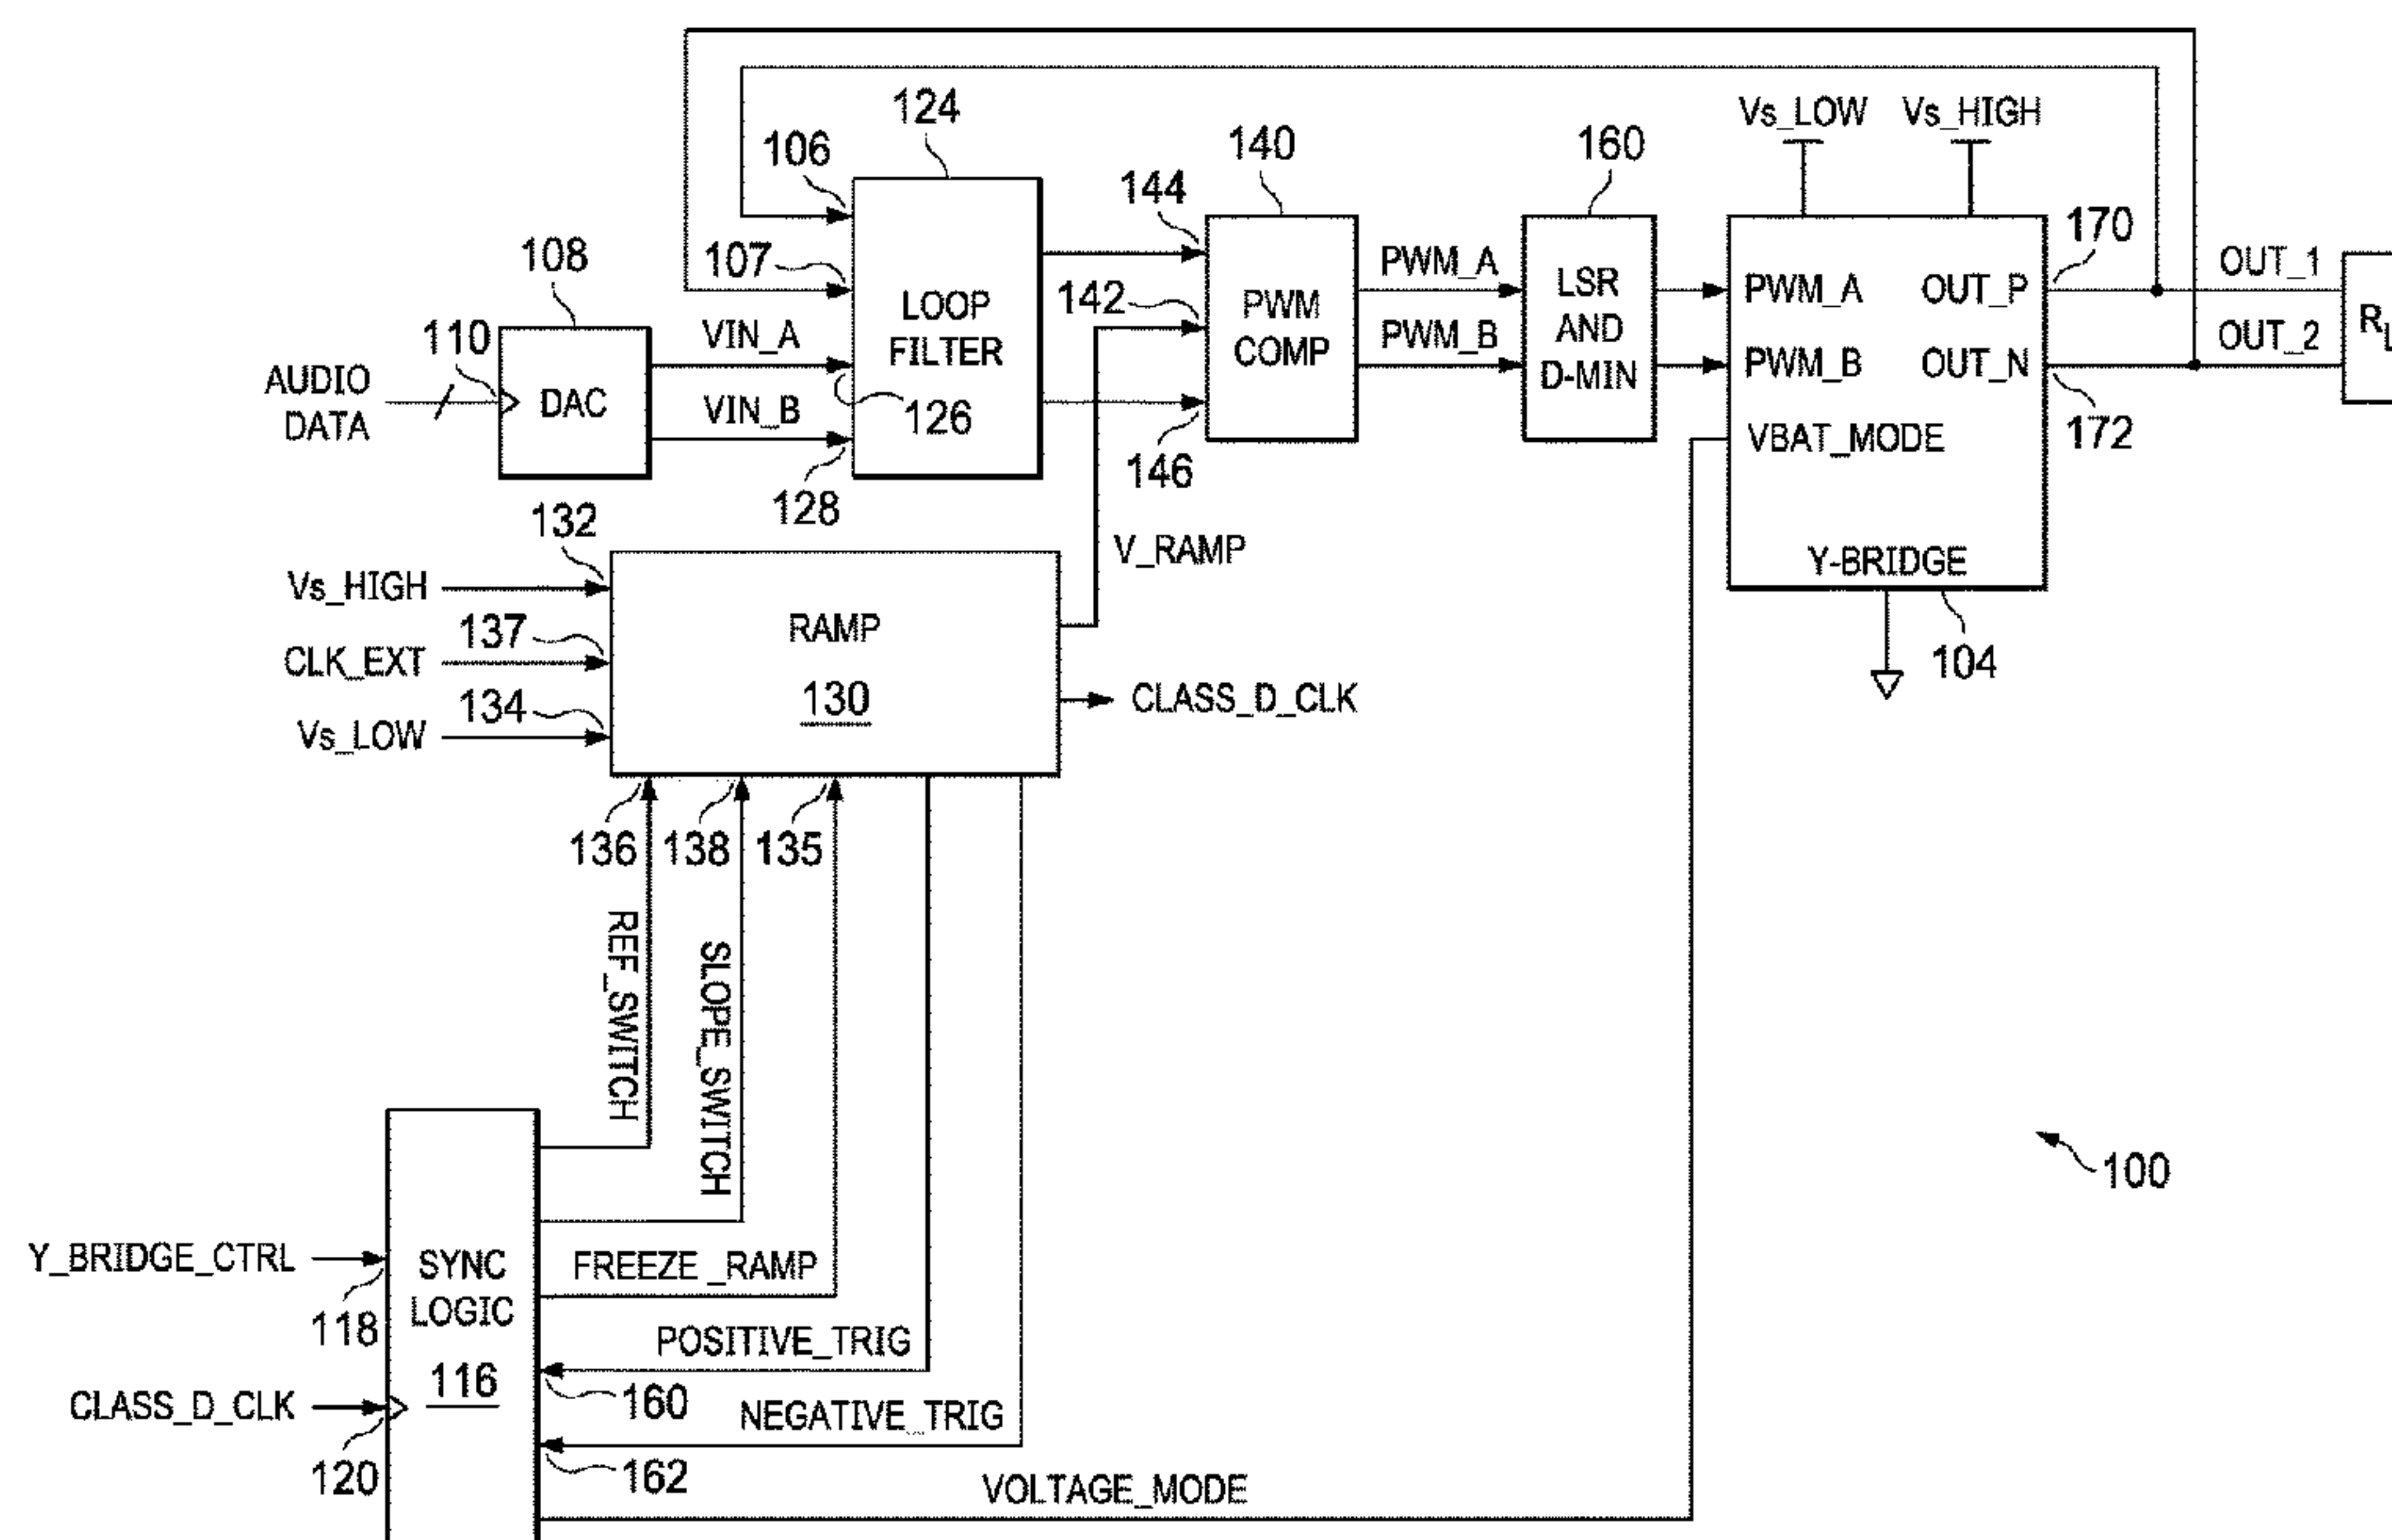 124
106
140
160
Vs_LOW
Vs_HIGH
144
108
107
142
170
110
AUDIO
DATA
DAC
VIN_A
VIN_B
126
128
LOOP
FILTER
PWM
COMP
146
PWM_A
PWM_B
LSR
AND
D-MIN
PWM_A
PWM_B
VBAT_MODE
OUT_P
OUT_N
Y-BRIDGE
104
172
OUT_1
OUT_2
RL
132
Vs_HIGH
137
CLK_EXT
134
Vs_LOW
RAMP
130
V_RAMP
CLASS_D_CLK
136
138
135
REF_SWITCH
SLOPE_SWITCH
100
Y_BRIDGE_CTRL
118
CLASS_D_CLK
120
SYNC
LOGIC
116
FREEZE_RAMP
POSITIVE_TRIG
160
NEGATIVE_TRIG
162
VOLTAGE_MODE